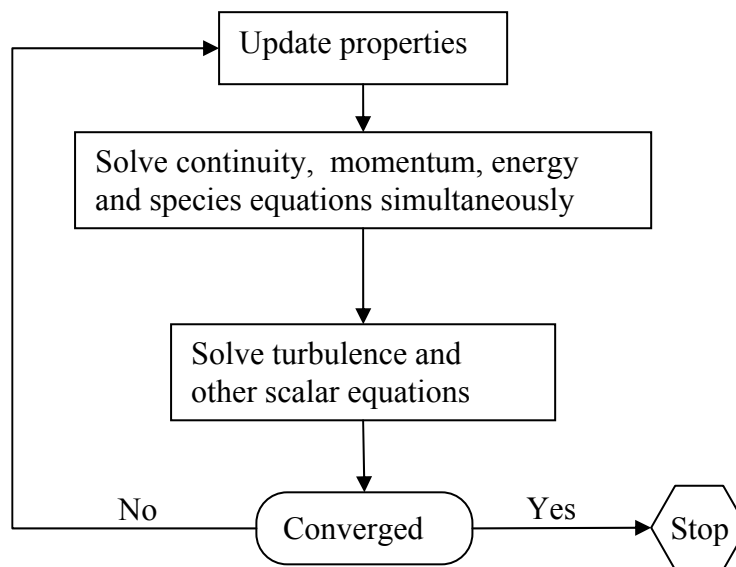 Update properties
Solve continuity, momentum, energy
and species equations simultaneously
Solve turbulence and
other scalar equations
No
Converged
Yes
Stop